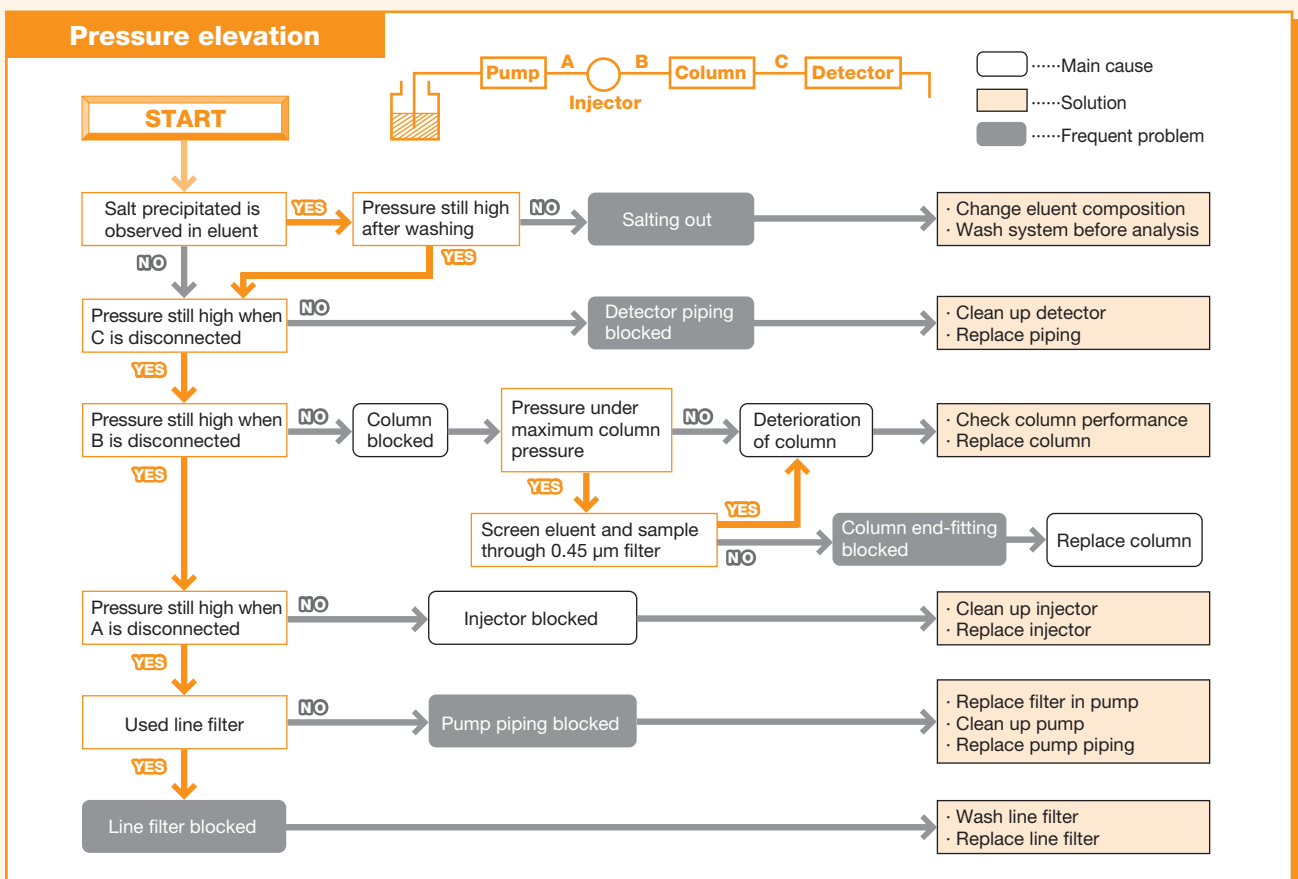 Pressure elevation
A
B
C
Pump
Column
Detector
Injector
······Main cause
······Solution
······Frequent problem
START
Salt precipitated is
observed in eluent
YES
Pressure still high
after washing
NO
Salting out
· Change eluent composition
· Wash system before analysis
NO
YES
Pressure still high when
C is disconnected
NO
Detector piping
blocked
· Clean up detector
· Replace piping
YES
Pressure still high when
B is disconnected
NO
Column
blocked
Pressure under
maximum column
pressure
NO
Deterioration
of column
· Check column performance
· Replace column
YES
YES
Screen eluent and sample
through 0.45 µm filter
YES
NO
Column end-fitting
blocked
Replace column
Pressure still high when
A is disconnected
NO
Injector blocked
· Clean up injector
· Replace injector
YES
Used line filter
NO
Pump piping blocked
· Replace filter in pump
· Clean up pump
· Replace pump piping
YES
Line filter blocked
· Wash line filter
· Replace line filter